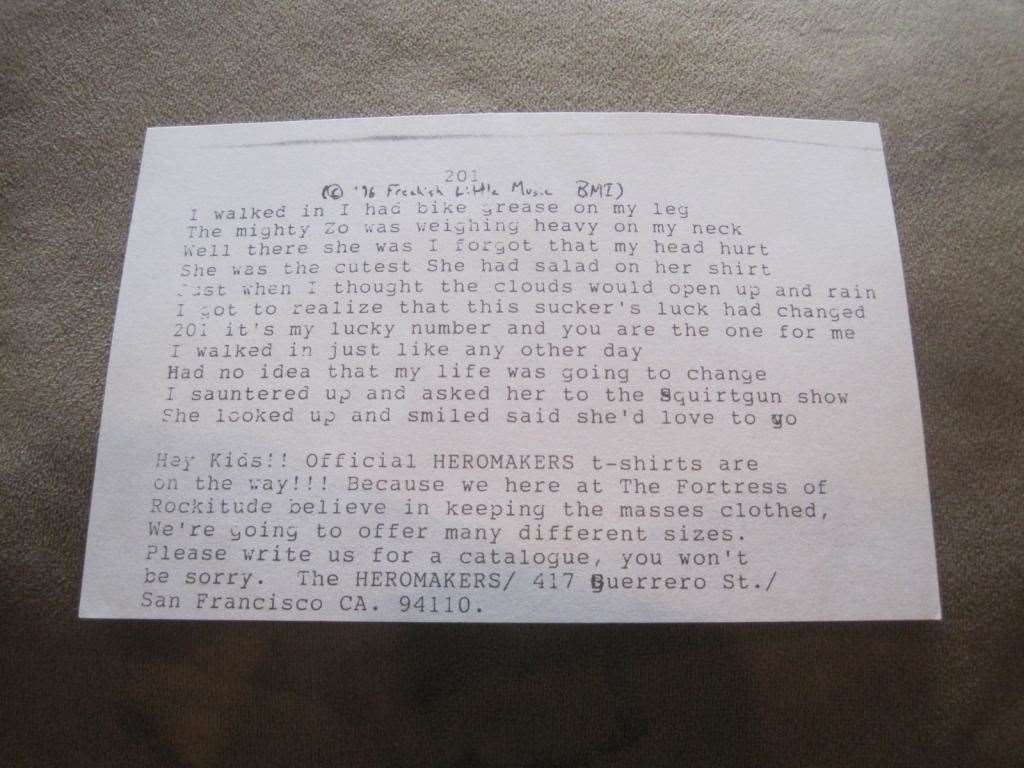 201
(© '96 Freakish Little Music BMI)
I walked in I had bike grease on my leg
The mighty Zo was weighing heavy on my neck
Well there she was I forgot that my head hurt
She was the cutest She had salad on her shirt
Just when I thought the clouds would open up and rain
I got to realize that this sucker's luck had changed
201 it's my lucky number and you are the one for me
I walked in just like any other day
Had no idea that my life was going to change
I sauntered up and asked her to the Squirtgun show
She looked up and smiled said she'd love to go
Hey Kids!! Official HEROMAKERS t-shirts are
on the way!!! Because we here at The Fortress of
Rockitude believe in keeping the masses clothed,
We're going to offer many different sizes.
Please write us for a catalogue, you won't
be sorry. The HEROMAKERS/ 417 Guerrero St./
San Francisco CA. 94110.